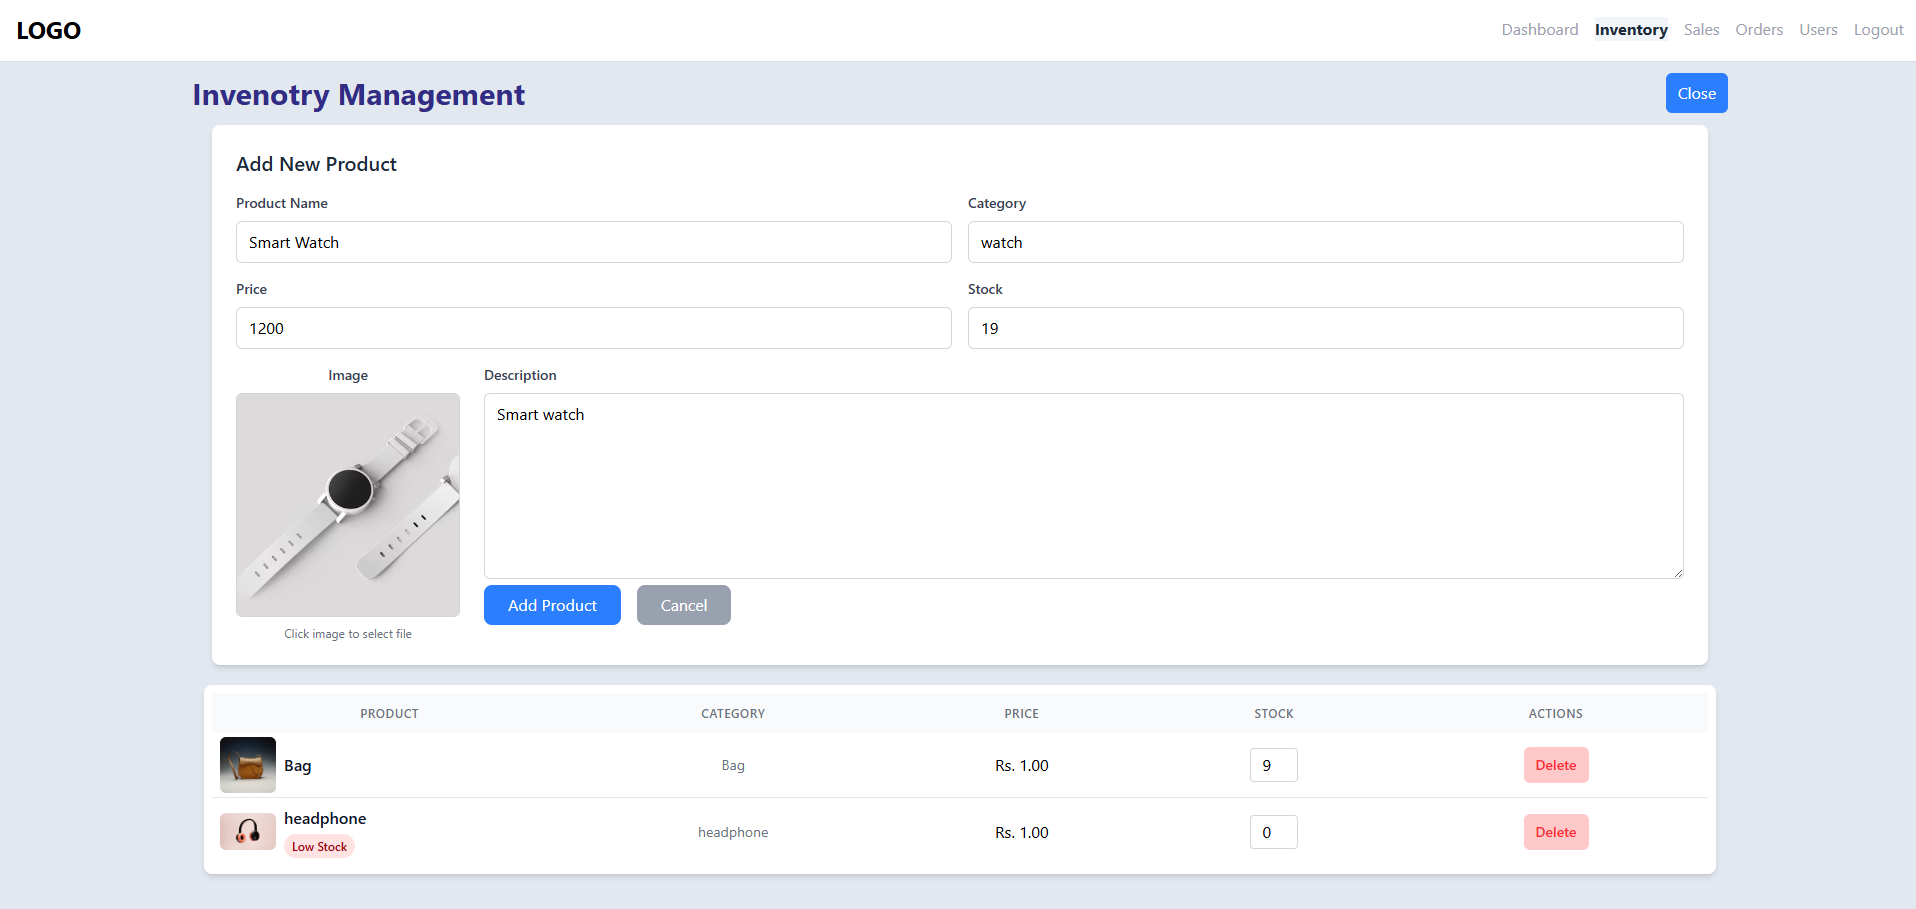 LOGO
Dashboard Inventory Sales Orders Users Logout
Invenotry Management
Close
Add New Product
Product Name
Category
Smart Watch
watch
Price
Stock
1200
19
Image
Description
Smart watch
Add Product
Cancel
Click image to select file
PRODUCT CATEGORY PRICE STOCK ACTIONS
Bag Bag Rs. 1.00 9 Delete
headphone
Low Stock
headphone Rs. 1.00 0 Delete